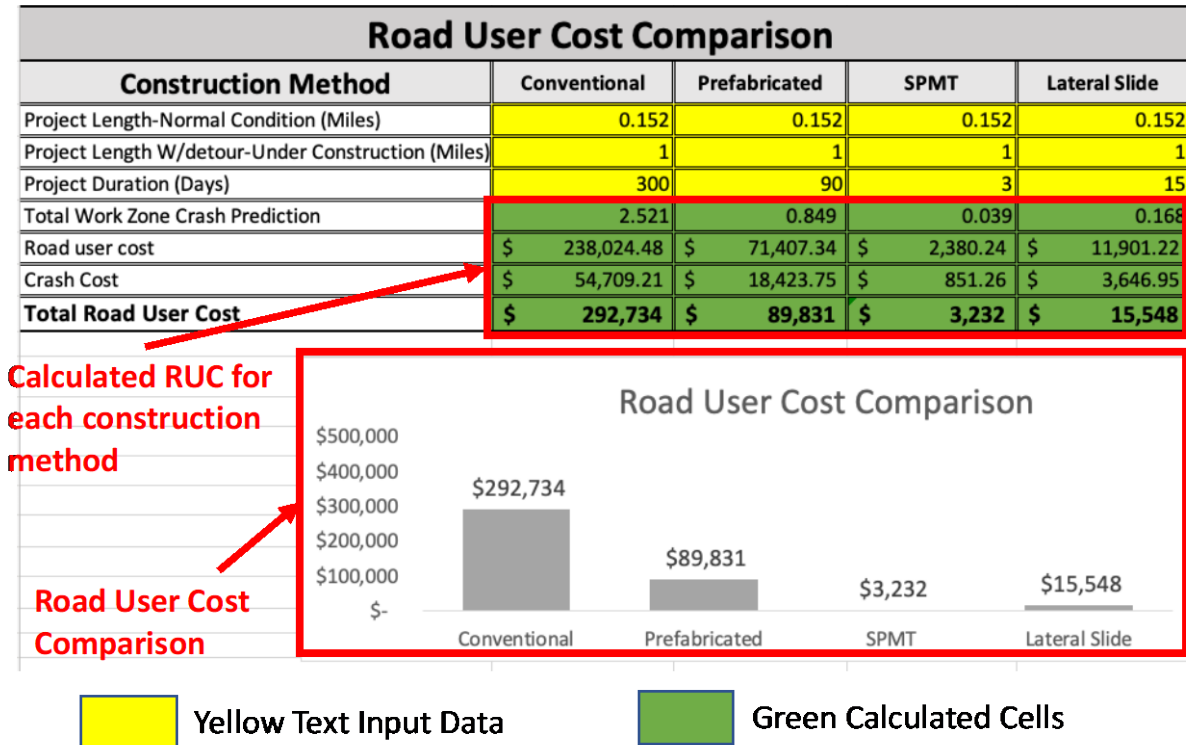 Road User Cost Comparison
Construction Method Conventional Prefabricated SPMT Lateral Slide
Project Length-Normal Condition (Miles) 0.152 0.152 0.152 0.152
Project Length W/detour-Under Construction (Miles) 1 1 1 1
Project Duration (Days) 300 90 3 15
Total Work Zone Crash Prediction 2.521 0.849 0.039 0.168
Road user cost $ 238,024.48 $ 71,407.34 $ 2,380.24 $ 11,901.22
Crash Cost $ 54,709.21 $ 18,423.75 $ 851.26 $ 3,646.95
Total Road User Cost $ 292,734 $ 89,831 $ 3,232 $ 15,548
Calculated RUC for
each construction
method
Road User Cost Comparison
$500,000
$400,000
$300,000
$200,000
$100,000
$-
$292,734
$89,831
$3,232
$15,548
Conventional Prefabricated SPMT Lateral Slide
Road User Cost
Comparison
Yellow Text Input Data
Green Calculated Cells